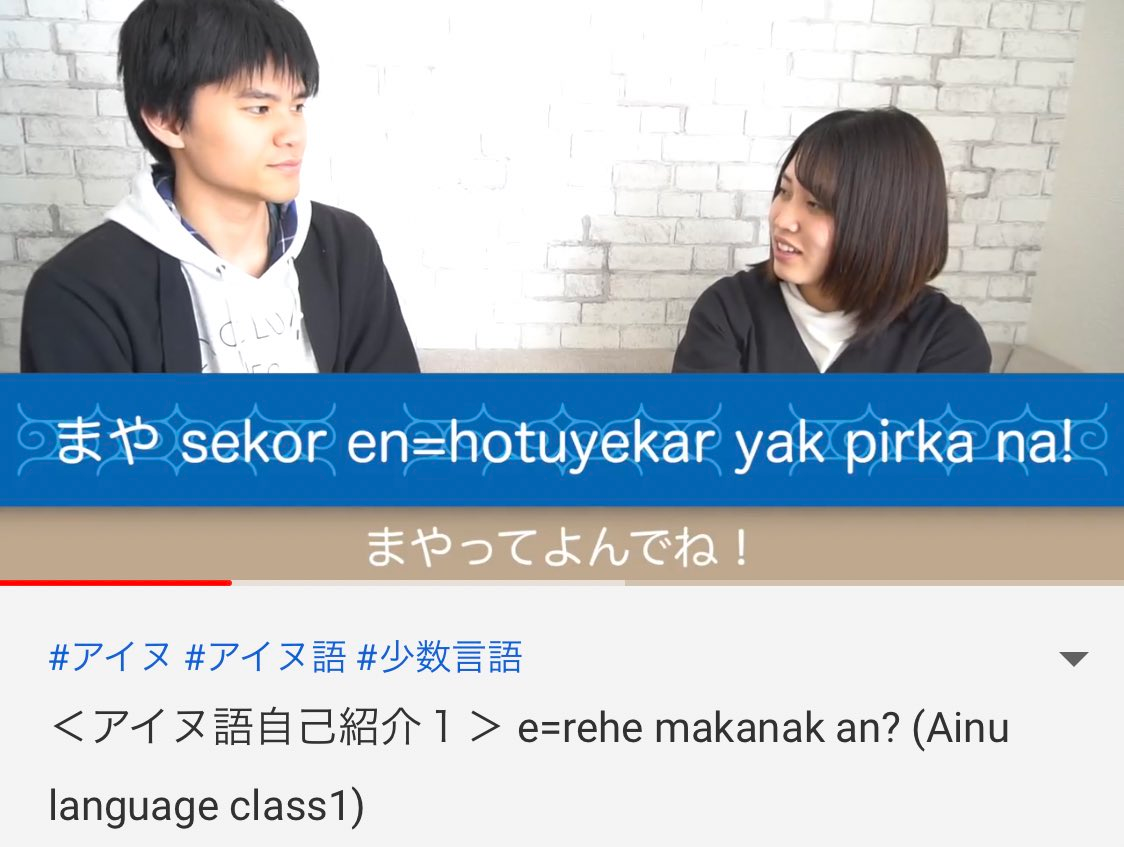 まや sekor en=hotuyekar yak pirka na!
まやってよんでね！
#アイヌ #アイヌ語 #少数言語
＜アイヌ語自己紹介１＞ e=rehe makanak an? (Ainu
language class1)